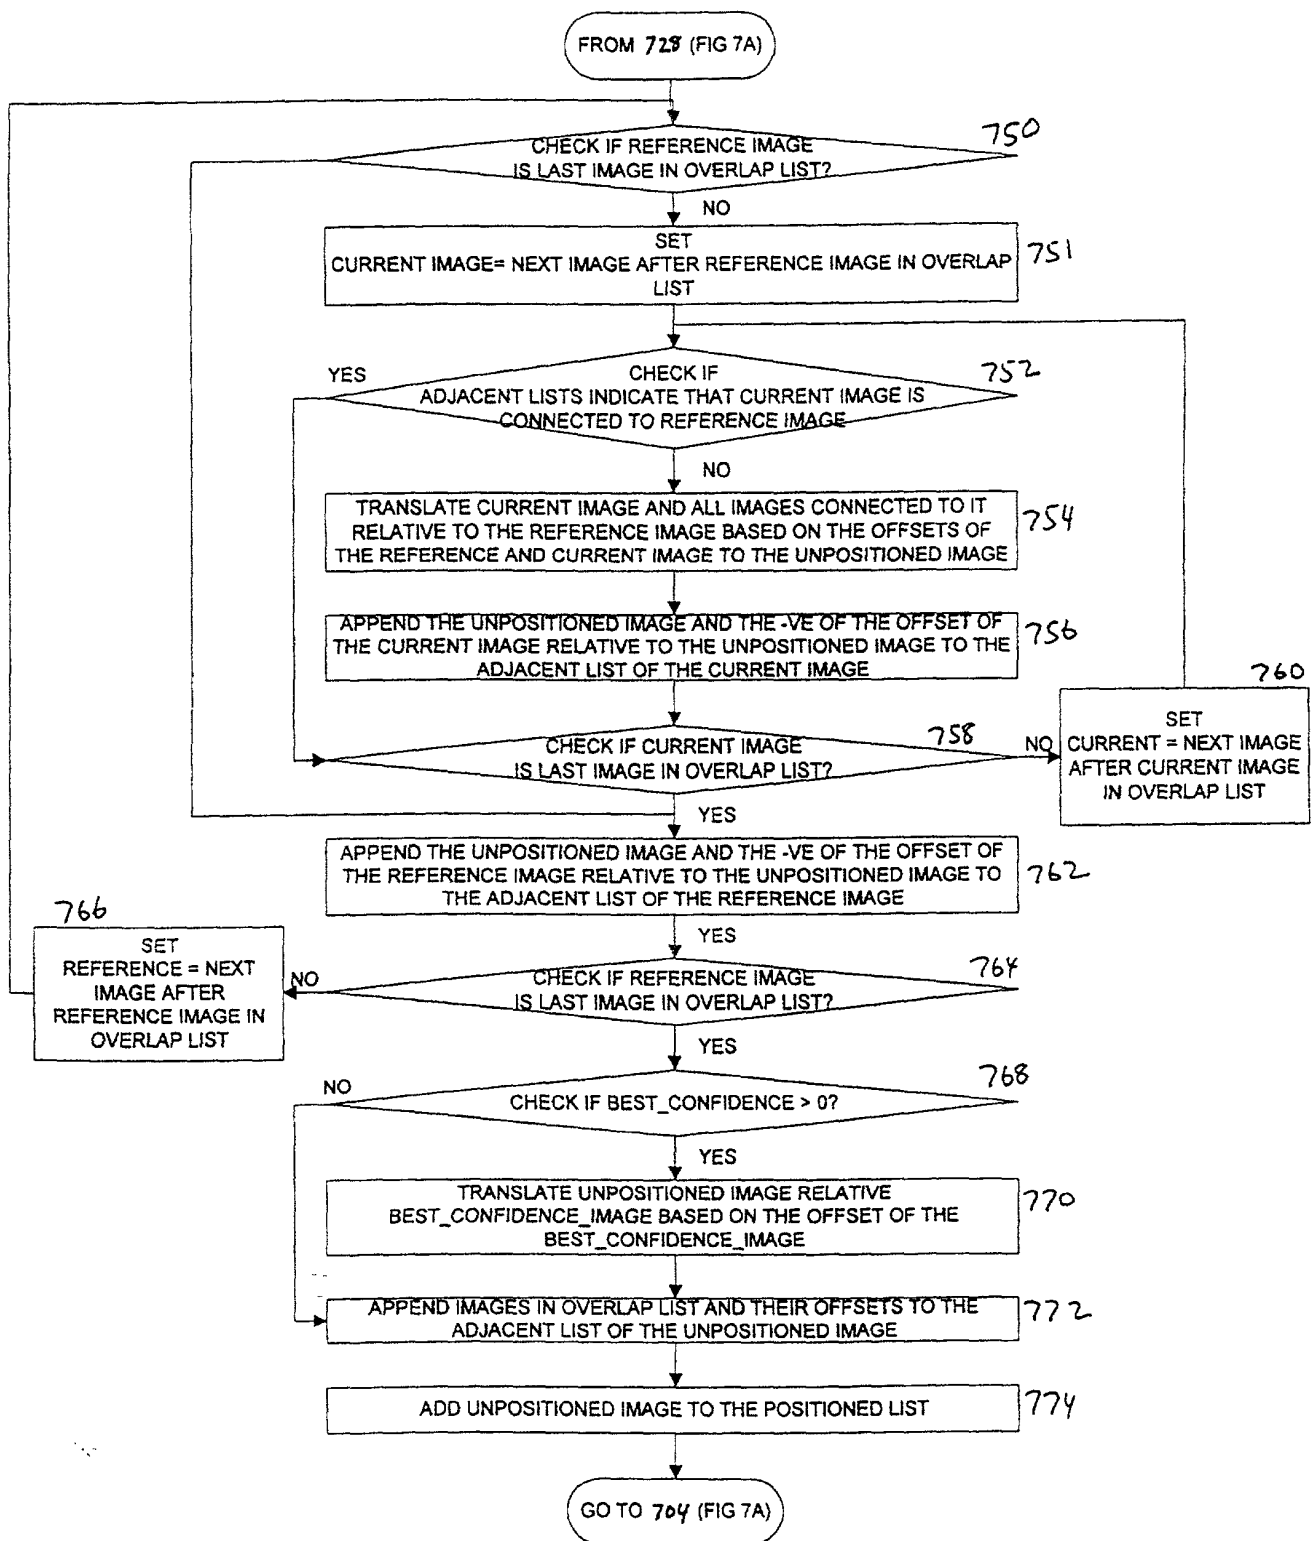 FROM 728 (FIG 7A)
750
CHECK IF REFERENCE IMAGE
IS LAST IMAGE IN OVERLAP LIST?
NO
SET
CURRENT IMAGE= NEXT IMAGE AFTER REFERENCE IMAGE IN OVERLAP
LIST
751
YES
752
CHECK IF
ADJACENT LISTS INDICATE THAT CURRENT IMAGE IS
CONNECTED TO REFERENCE IMAGE
NO
TRANSLATE CURRENT IMAGE AND ALL IMAGES CONNECTED TO IT
RELATIVE TO THE REFERENCE IMAGE BASED ON THE OFFSETS OF
THE REFERENCE AND CURRENT IMAGE TO THE UNPOSITIONED IMAGE
754
APPEND THE UNPOSITIONED IMAGE AND THE -VE OF THE OFFSET OF
THE CURRENT IMAGE RELATIVE TO THE UNPOSITIONED IMAGE TO THE
ADJACENT LIST OF THE CURRENT IMAGE
756
758
CHECK IF CURRENT IMAGE
IS LAST IMAGE IN OVERLAP LIST?
NO
760
SET
CURRENT = NEXT IMAGE
AFTER CURRENT IMAGE
IN OVERLAP LIST
YES
APPEND THE UNPOSITIONED IMAGE AND THE -VE OF THE OFFSET OF
THE REFERENCE IMAGE RELATIVE TO THE UNPOSITIONED IMAGE TO
THE ADJACENT LIST OF THE REFERENCE IMAGE
762
YES
764
CHECK IF REFERENCE IMAGE
IS LAST IMAGE IN OVERLAP LIST?
NO
766
SET
REFERENCE = NEXT
IMAGE AFTER
REFERENCE IMAGE IN
OVERLAP LIST
YES
768
NO
CHECK IF BEST_CONFIDENCE > 0?
YES
TRANSLATE UNPOSITIONED IMAGE RELATIVE
BEST_CONFIDENCE_IMAGE BASED ON THE OFFSET OF THE
BEST_CONFIDENCE_IMAGE
770
APPEND IMAGES IN OVERLAP LIST AND THEIR OFFSETS TO THE
ADJACENT LIST OF THE UNPOSITIONED IMAGE
772
ADD UNPOSITIONED IMAGE TO THE POSITIONED LIST
774
GO TO 704 (FIG 7A)